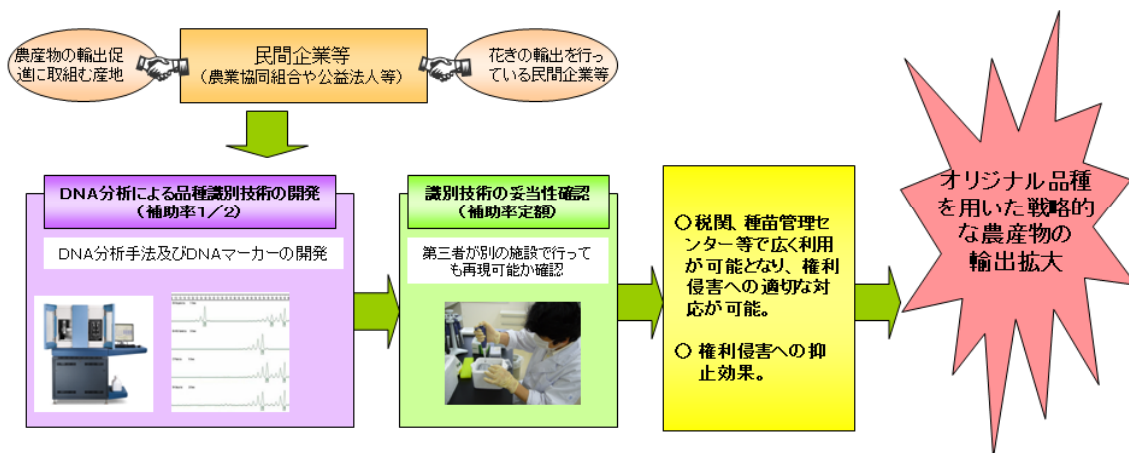 農産物の輸出促
進に取組む産地
民間企業等
（農業協同組合や公益法人等）
花きの輸出を行っ
ている民間企業等
DNA分析による品種識別技術の開発
（補助率１／２）
DNA分析手法及びDNAマーカーの開発
識別技術の妥当性確認
（補助率定額）
第三者が別の施設で行って
も再現可能か確認
○ 税関、種苗管理セ
ンター等で広く利用
が可能となり、権利
侵害への適切な対
応が可能。
○ 権利侵害への抑
止効果。
オリジナル品種
を用いた戦略的
な農産物の
輸出拡大